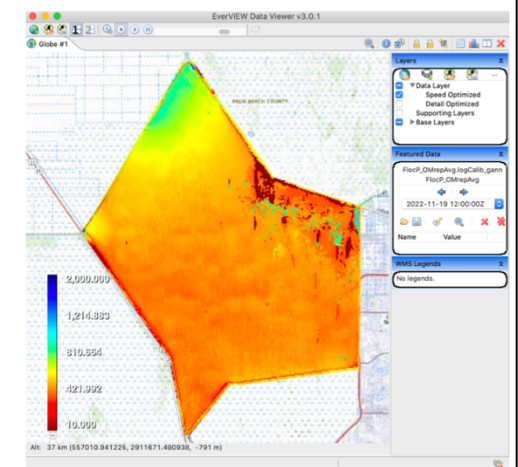 EverVIEW Data Viewer v3.0.1
Globe #1
PALM BEACH COUNTY
2,000.000
1,214.883
810.664
421.992
10.000
Alt: 37 km (557010.941225, 2911671.490938, -791 m)
Layers
Data Layer
Speed Optimized
Detail Optimized
Supporting Layers
Base Layers
Featured Data
FlocP_OMrepAvg.logCalib_gann
FlocP_OMrepAvg
2022-11-19 12:00:00Z
Name Value
WMS Legends
No legends.